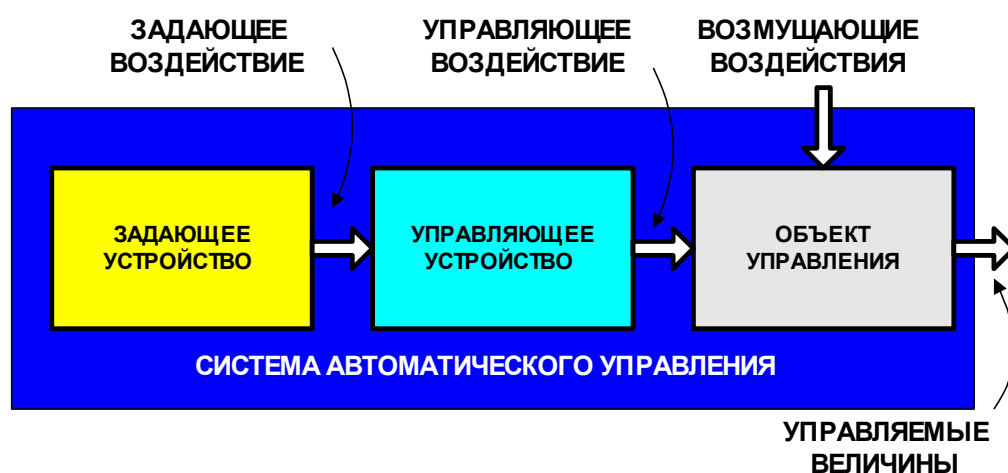 ЗАДАЮЩЕЕ
ВОЗДЕЙСТВИЕ
УПРАВЛЯЮЩЕЕ
ВОЗДЕЙСТВИЕ
ВОЗМУЩАЮЩИЕ
ВОЗДЕЙСТВИЯ
ЗАДАЮЩЕЕ
УСТРОЙСТВО
УПРАВЛЯЮЩЕЕ
УСТРОЙСТВО
ОБЪЕКТ
УПРАВЛЕНИЯ
СИСТЕМА АВТОМАТИЧЕСКОГО УПРАВЛЕНИЯ
УПРАВЛЯЕМЫЕ
ВЕЛИЧИНЫ